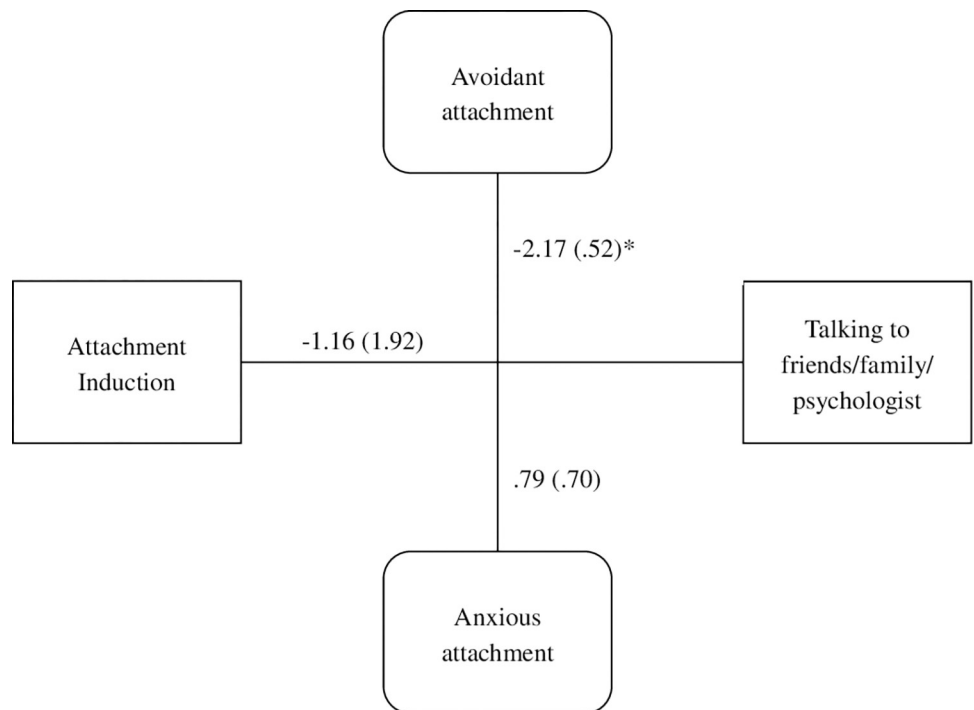 Avoidant
attachment
-2.17 (.52)*
Attachment
Induction
-1.16 (1.92)
Talking to
friends/family/
psychologist
.79 (.70)
Anxious
attachment